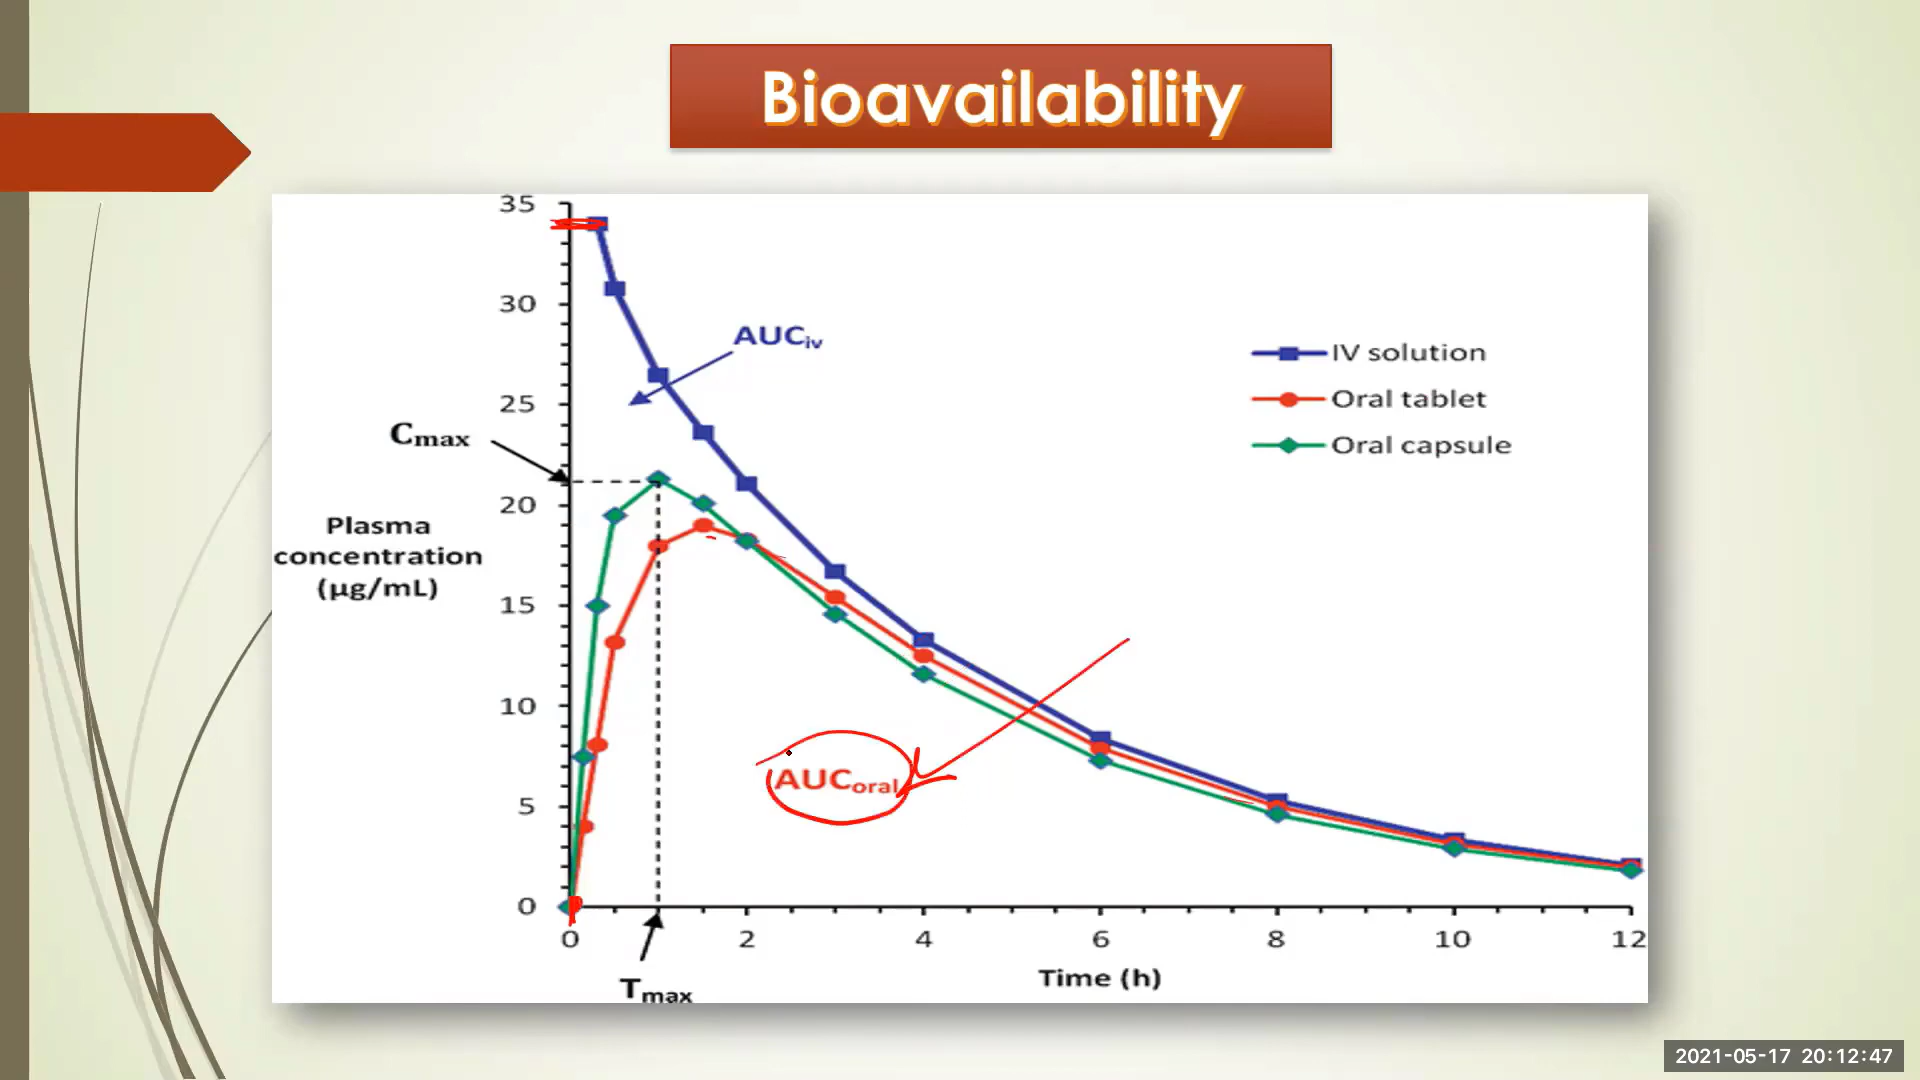 Bioavailability
35
30
25
20
15
10
5
0
AUCiv
Cmax
Plasma
concentration
(µg/mL)
IV solution
Oral tablet
Oral capsule
AUCoral
0 2 4 6 8 10 12
Time (h)
Tmax
2021-05-17 20:12:47